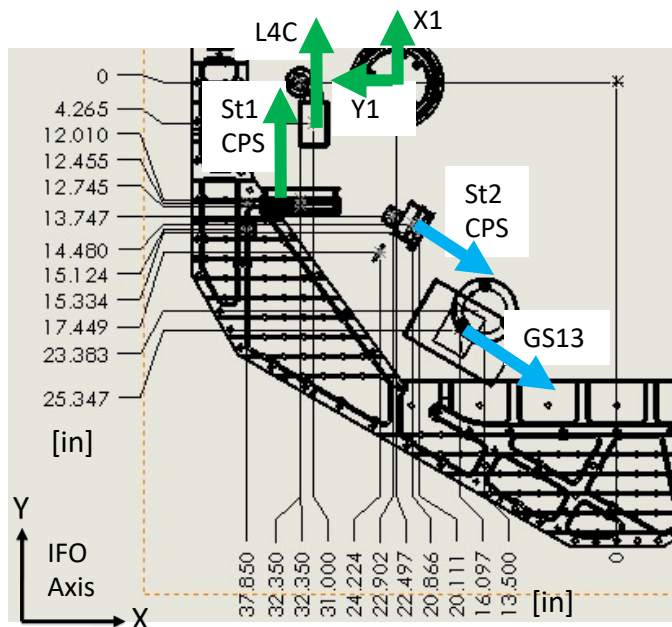 L4C
X1
St1
CPS
Y1
0
4.265
12.010
12.455
12.745
13.747
14.480
15.124
15.334
17.449
23.383
25.347
[in]
St2
CPS
GS13
Y
IFO
Axis
X
37.850
32.350
32.350
31.000
24.224
22.902
22.497
20.866
20.111
16.097
13.500
0
[in]